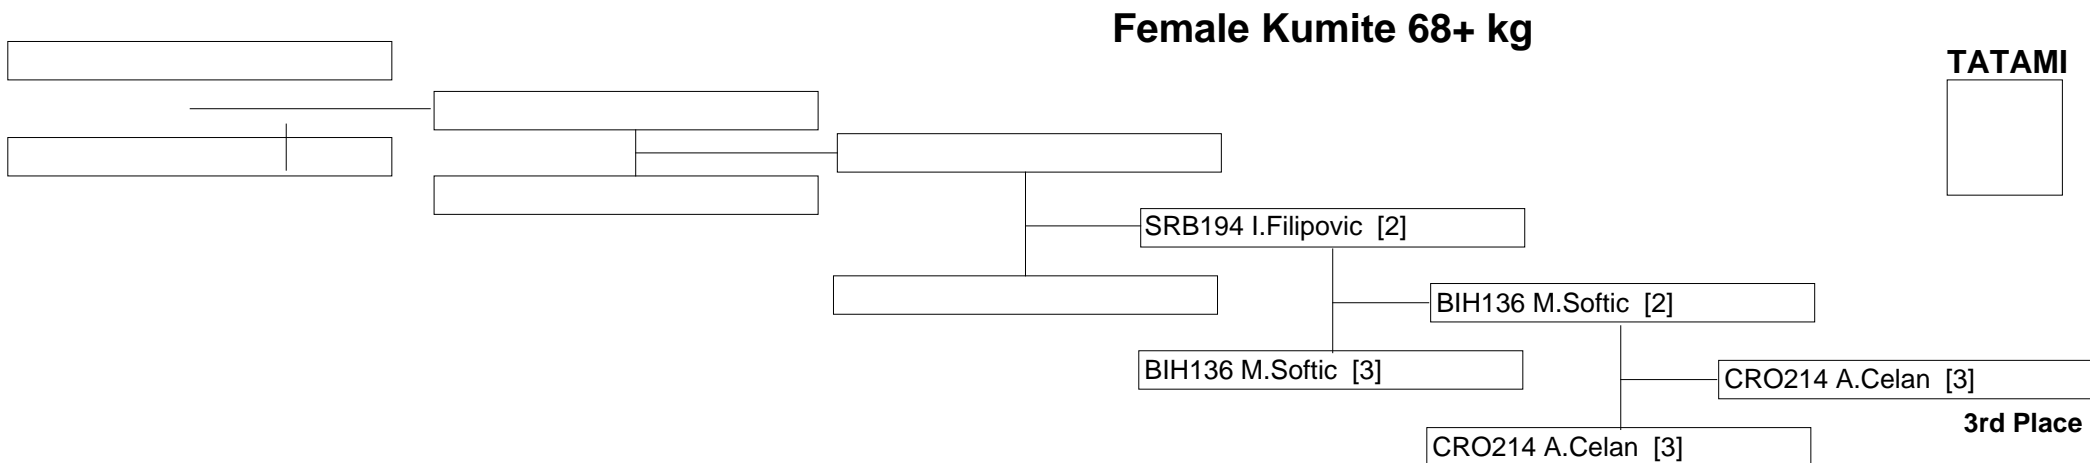 Female Kumite 68+ kg
TATAMI
SRB194 I.Filipovic [2]
BIH136 M.Softic [2]
BIH136 M.Softic [3]
CRO214 A.Celan [3]
3rd Place
CRO214 A.Celan [3]